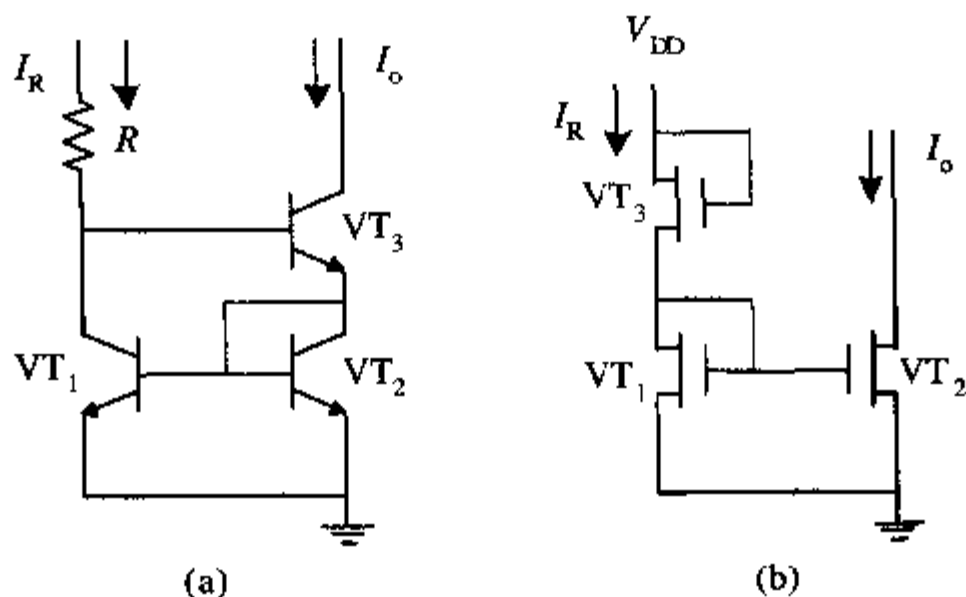 I_R
R
I_o
VT_3
VT_1
VT_2
(a)
V_DD
I_R
I_o
VT_3
VT_1
VT_2
(b)